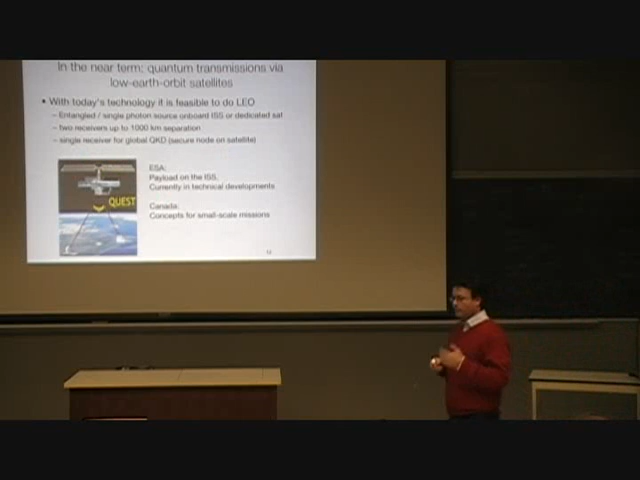 In the near term: quantum transmissions via
low-earth-orbit satellites
• With today's technology it is feasible to do LEO
– Entangled / single photon source onboard ISS or dedicated sat
– two receivers up to 1000 km separation
– single receiver for global QKD (secure node on satellite)
ESA:
Payload on the ISS,
Currently in technical developments
QUEST
Canada:
Concepts for small-scale missions